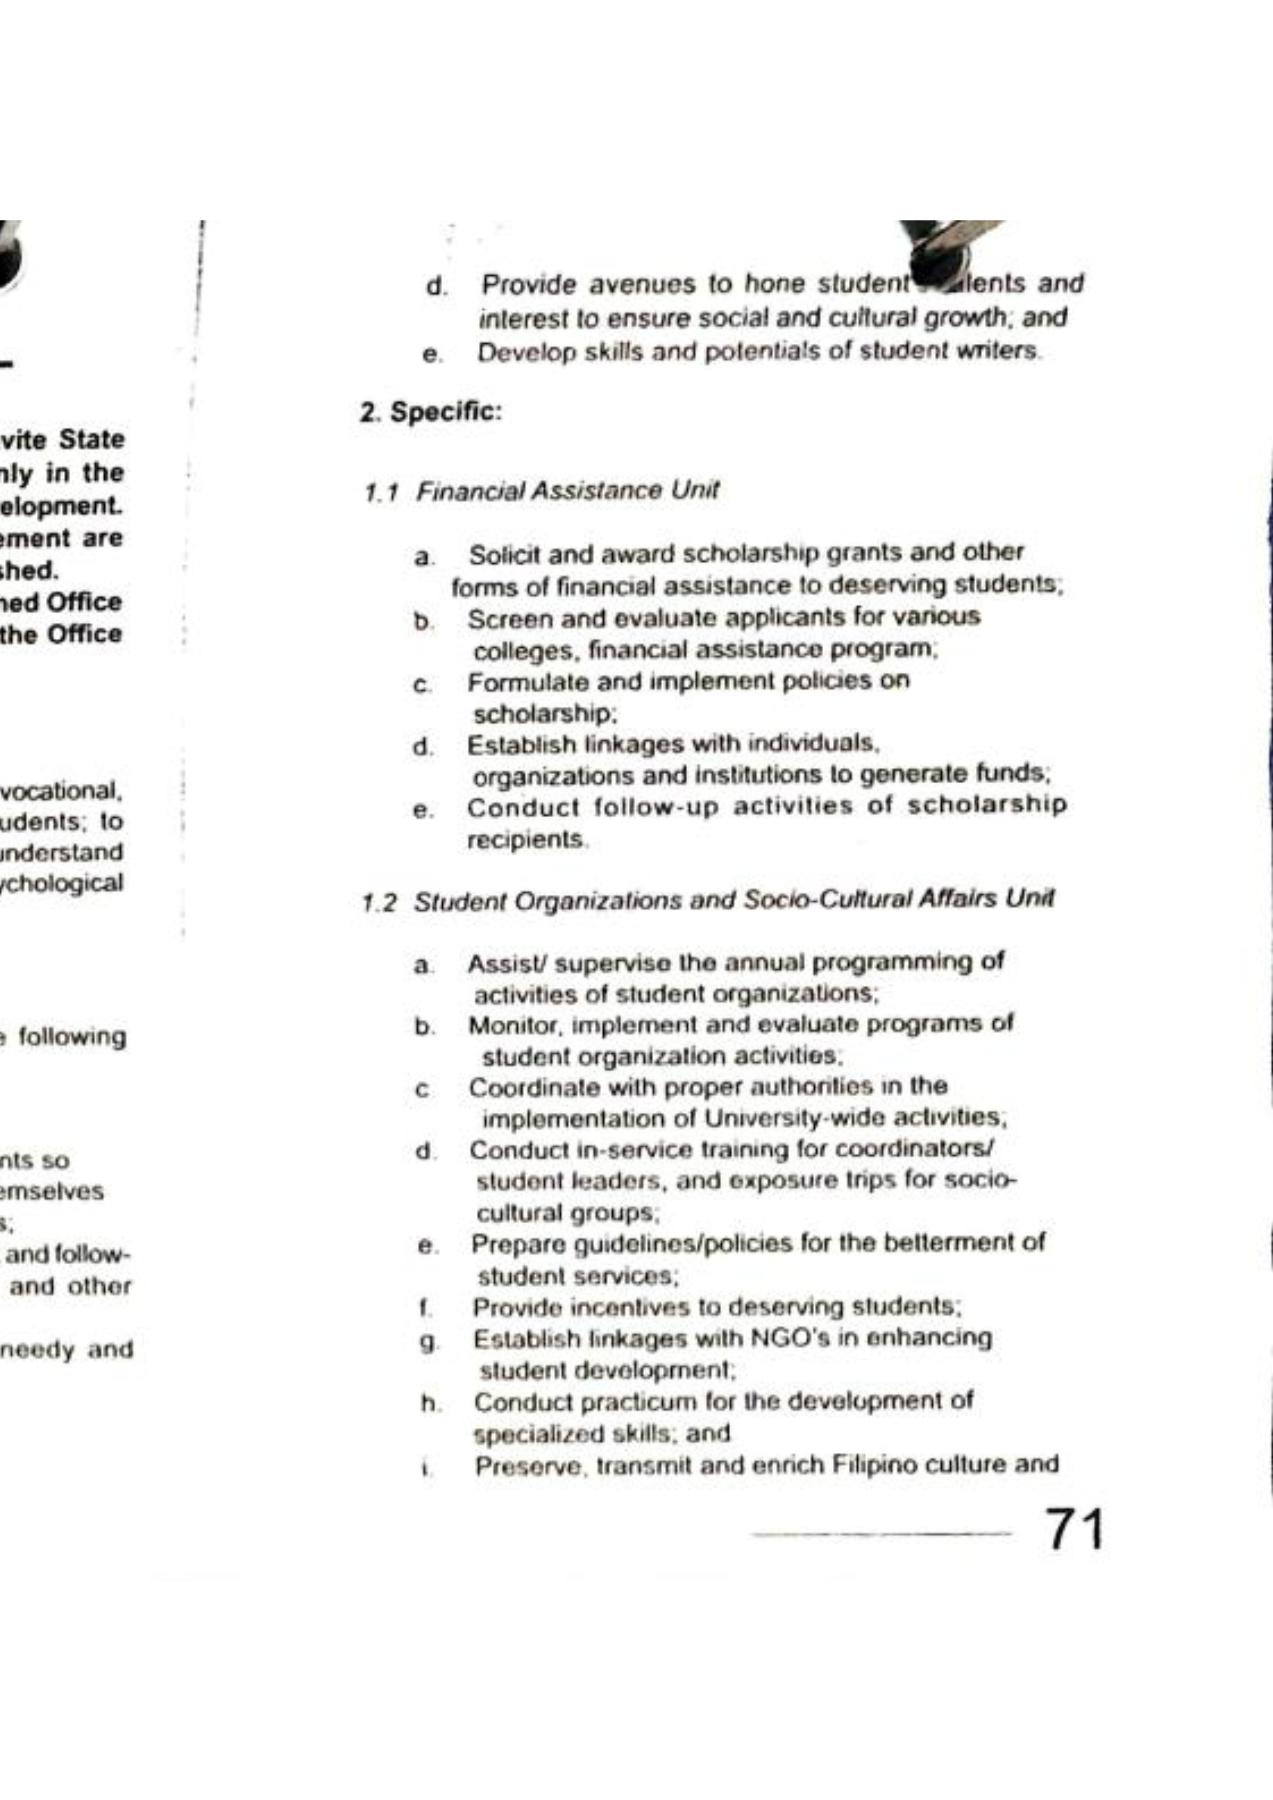 vite State
in the
elopment.
ement are
shed.
Office
the Office
vocational,
udents; to
understand
ychological
following
nts so
emselves
s;
and follow-
and other
needy and
d. Provide avenues to hone student and
interest to ensure social and cultural growth; and
e. Develop skills and potentials of student writers.
2. Specific:
1.1 Financial Assistance Unit
a. Solicit and award scholarship grants and other
forms of financial assistance to deserving students;
b. Screen and evaluate applicants for various
colleges, financial assistance program;
c. Formulate and implement policies on
scholarship;
d. Establish linkages with individuals,
organizations and institutions to generate funds;
e. Conduct follow-up activities of scholarship
recipients.
1.2 Student Organizations and Socio-Cultural Affairs Unit
a. Assist/ supervise the annual programming of
activities of student organizations;
b. Monitor, implement and evaluate programs of
student organization activities;
c. Coordinate with proper authorities in the
implementation of University-wide activities;
d. Conduct in-service training for coordinators/
student leaders, and exposure trips for socio-
cultural groups;
e. Prepare guidelines/policies for the betterment of
student services;
f. Provide incentives to deserving students;
g. Establish linkages with NGO's in enhancing
student development;
h. Conduct practicum for the development of
specialized skills; and
i. Preserve, transmit and enrich Filipino culture and
71